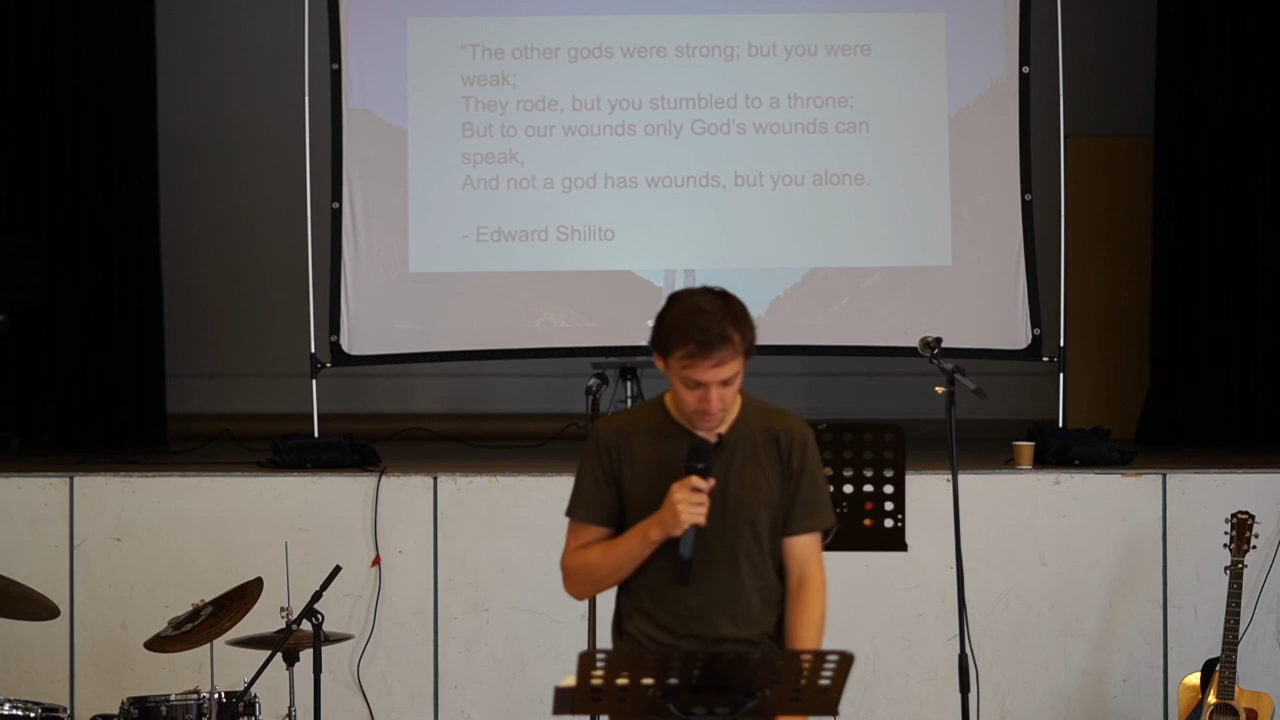 “The other gods were strong; but you were
weak;
They rode, but you stumbled to a throne;
But to our wounds only God's wounds can
speak,
And not a god has wounds, but you alone.
- Edward Shilito